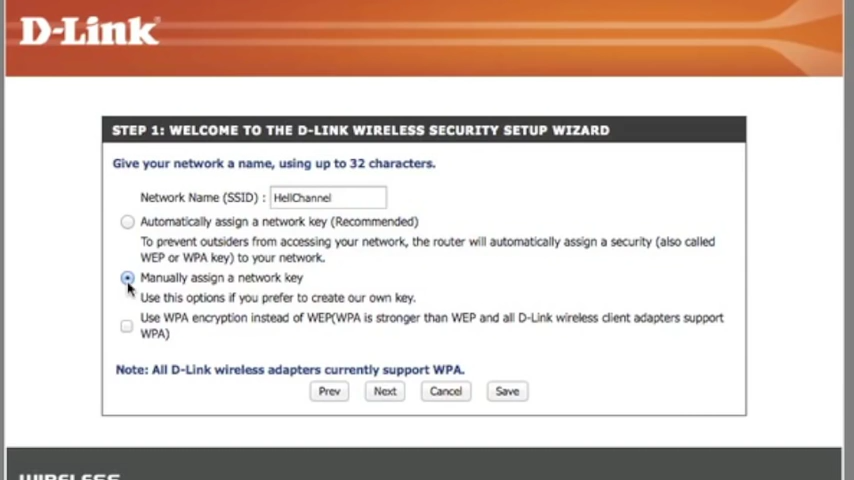 D-Link
STEP 1: WELCOME TO THE D-LINK WIRELESS SECURITY SETUP WIZARD
Give your network a name, using up to 32 characters.
Network Name (SSID) : HellChannel
Automatically assign a network key (Recommended)
To prevent outsiders from accessing your network, the router will automatically assign a security (also called
WEP or WPA key) to your network.
Manually assign a network key
Use this options if you prefer to create our own key.
Use WPA encryption instead of WEP(WPA is stronger than WEP and all D-Link wireless client adapters support
WPA)
Note: All D-Link wireless adapters currently support WPA.
Prev Next Cancel Save
WIRELESS